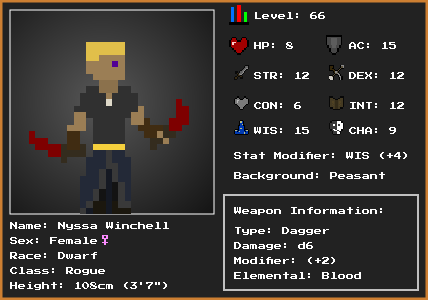 Level: 66
HP: 8
AC: 15
STR: 12
DEX: 12
CON: 6
INT: 12
WIS: 15
CHA: 9
Stat Modifier: WIS (+4)
Background: Peasant
Weapon Information:
Type: Dagger
Damage: d6
Modifier: (+2)
Elemental: Blood
Name: Nyssa Winchell
Sex: Female♀
Race: Dwarf
Class: Rogue
Height: 108cm (3'7")